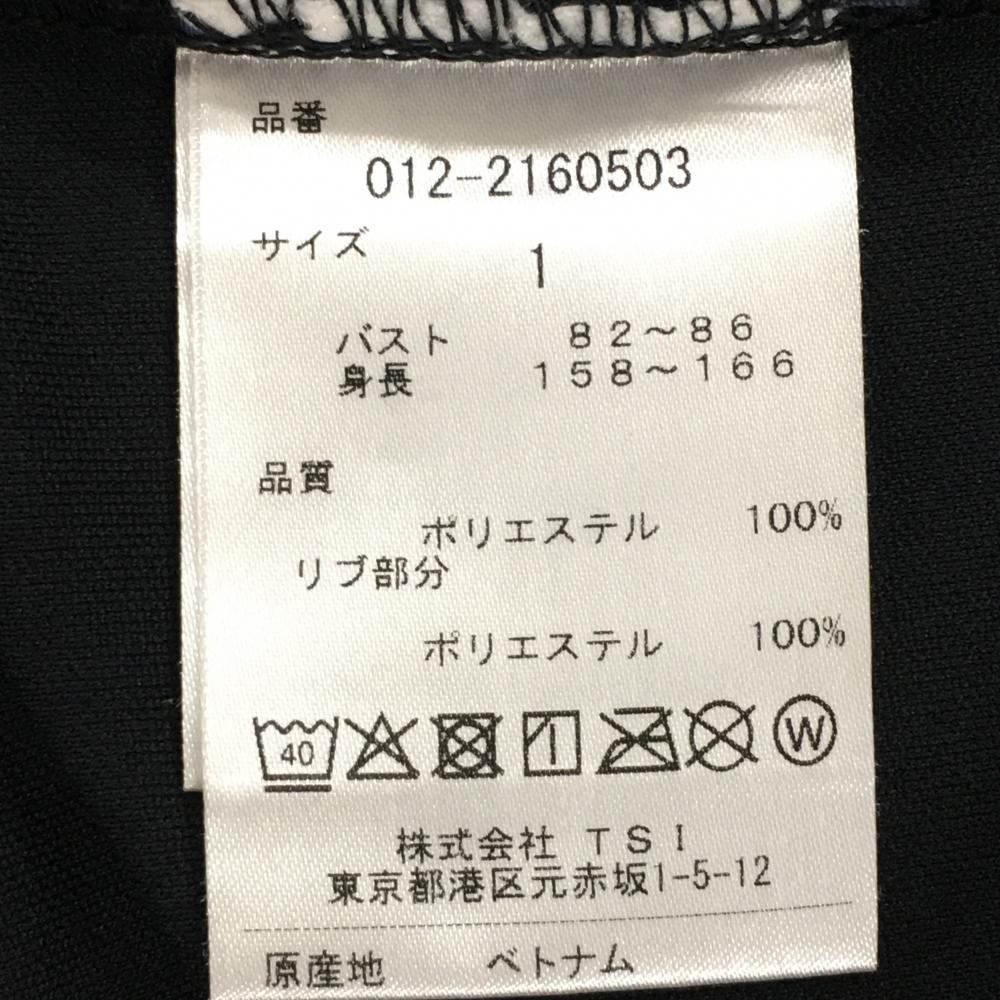 品番
012-2160503
サイズ 1
バスト 82〜86
身長 158〜166
品質
ポリエステル 100%
リブ部分
ポリエステル 100%
40 W
株式会社 TSI
東京都港区元赤坂1-5-12
原産地 ベトナム